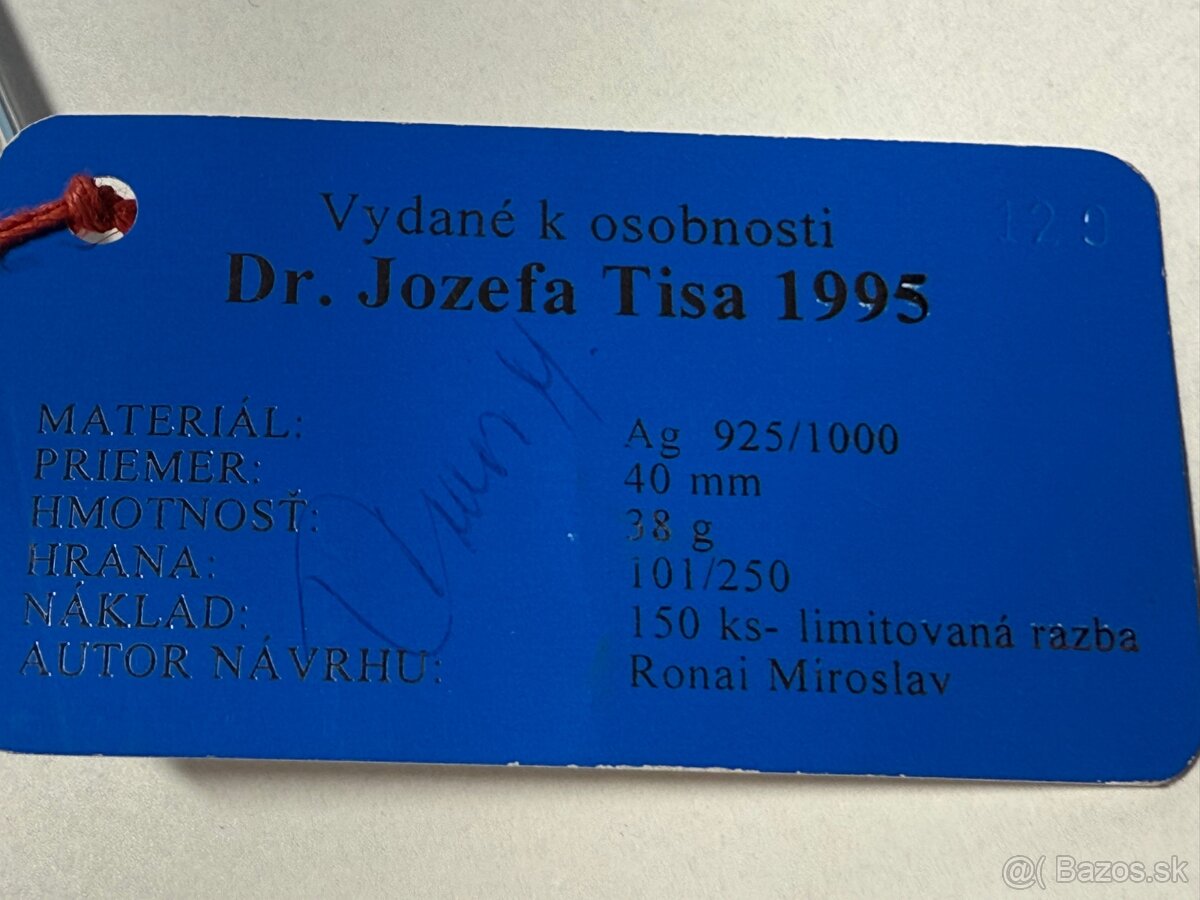 Vydané k osobnosti
120
Dr. Jozefa Tisa 1995
MATERIÁL: Ag 925/1000
PRIEMER: 40 mm
HMOTNOSŤ: 38 g
HRANA: 101/250
NÁKLAD: 150 ks- limitovaná razba
AUTOR NÁVRHU: Ronai Miroslav
@( Bazos.sk